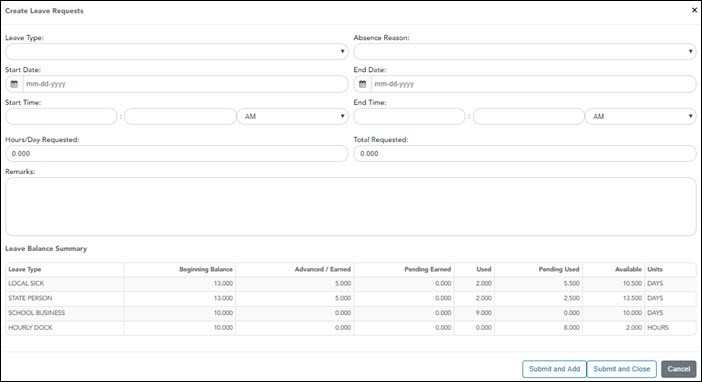 Create Leave Requests ×
Leave Type: Absence Reason:
Start Date: End Date:
mm-dd-yyyy mm-dd-yyyy
Start Time: End Time:
: AM : AM
Hours/Day Requested: Total Requested:
0.000 0.000
Remarks:
Leave Balance Summary
Leave Type Beginning Balance Advanced / Earned Pending Earned Used Pending Used Available Units
LOCAL SICK 13.000 5.000 0.000 2.000 5.500 10.500 DAYS
STATE PERSON 13.000 5.000 0.000 2.000 2.500 13.500 DAYS
SCHOOL BUSINESS 10.000 0.000 0.000 9.000 0.000 10.000 DAYS
HOURLY DOCK 10.000 0.000 0.000 0.000 8.000 2.000 HOURS
Submit and Add Submit and Close Cancel